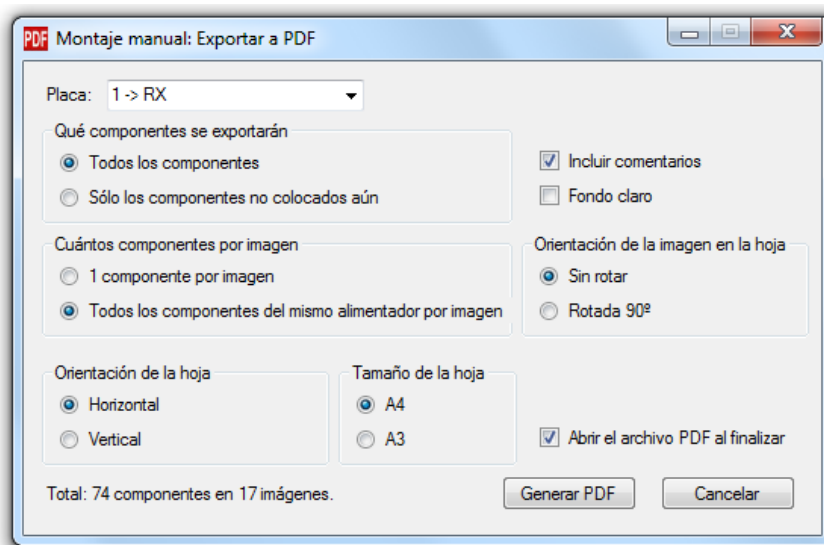 PDF Montaje manual: Exportar a PDF
Placa: 1 -> RX
Qué componentes se exportarán
Todos los componentes
Sólo los componentes no colocados aún
Incluir comentarios
Fondo claro
Cuántos componentes por imagen
1 componente por imagen
Todos los componentes del mismo alimentador por imagen
Orientación de la imagen en la hoja
Sin rotar
Rotada 90º
Orientación de la hoja
Horizontal
Vertical
Tamaño de la hoja
A4
A3
Abrir el archivo PDF al finalizar
Total: 74 componentes en 17 imágenes.
Generar PDF
Cancelar